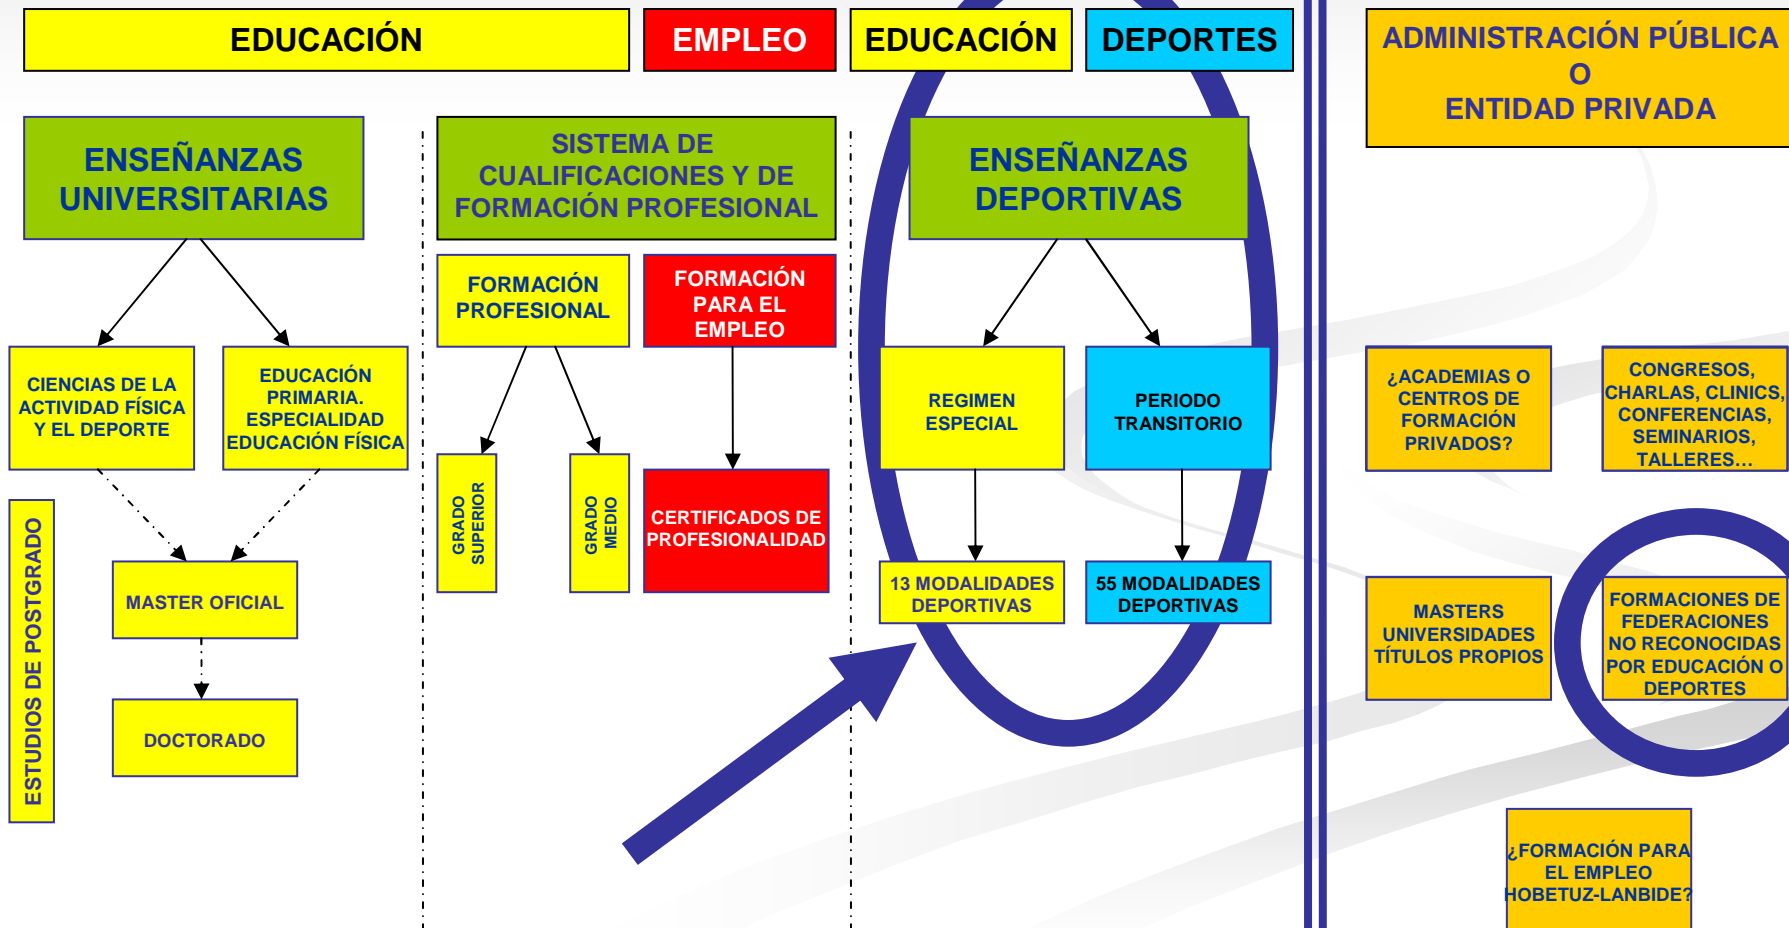 EDUCACIÓN
EMPLEO
EDUCACIÓN
DEPORTES
ADMINISTRACIÓN PÚBLICA
O
ENTIDAD PRIVADA
ENSEÑANZAS
UNIVERSITARIAS
SISTEMA DE
CUALIFICACIONES Y DE
FORMACIÓN PROFESIONAL
ENSEÑANZAS
DEPORTIVAS
FORMACIÓN
PROFESIONAL
FORMACIÓN
PARA EL
EMPLEO
CIENCIAS DE LA
ACTIVIDAD FÍSICA
Y EL DEPORTE
EDUCACIÓN
PRIMARIA.
ESPECIALIDAD
EDUCACIÓN FÍSICA
REGIMEN
ESPECIAL
PERIODO
TRANSITORIO
¿ACADEMIAS O
CENTROS DE
FORMACIÓN
PRIVADOS?
CONGRESOS,
CHARLAS, CLINICS,
CONFERENCIAS,
SEMINARIOS,
TALLERES...
GRADO
SUPERIOR
GRADO
MEDIO
CERTIFICADOS DE
PROFESIONALIDAD
ESTUDIOS DE POSTGRADO
MASTER OFICIAL
13 MODALIDADES
DEPORTIVAS
55 MODALIDADES
DEPORTIVAS
MASTERS
UNIVERSIDADES
TÍTULOS PROPIOS
FORMACIONES DE
FEDERACIONES
NO RECONOCIDAS
POR EDUCACIÓN O
DEPORTES
DOCTORADO
¿FORMACIÓN PARA
EL EMPLEO
HOBETUZ-LANBIDE?